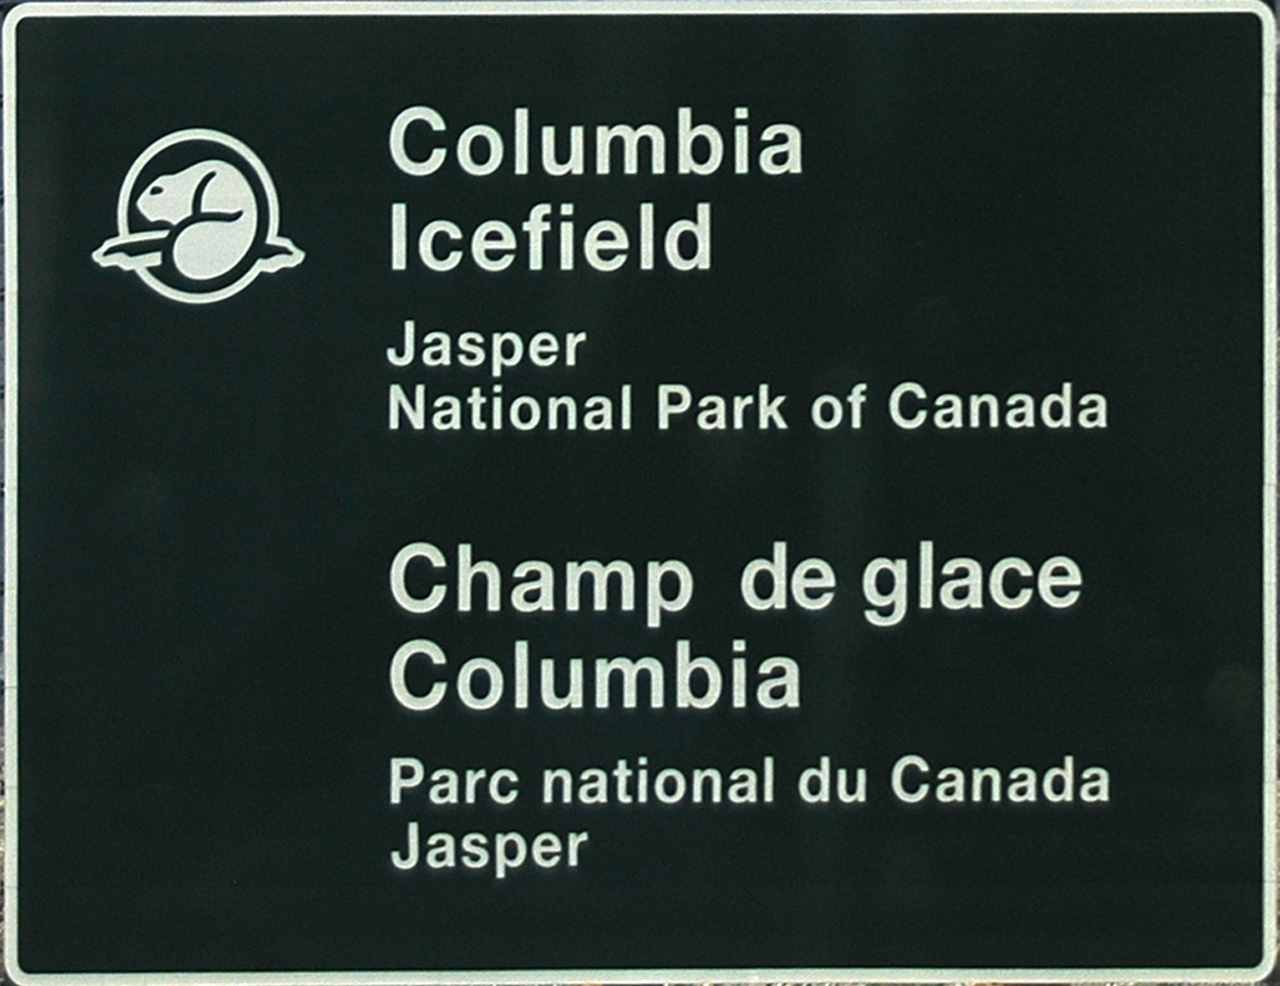 Columbia
Icefield
Jasper
National Park of Canada
Champ de glace
Columbia
Parc national du Canada
Jasper